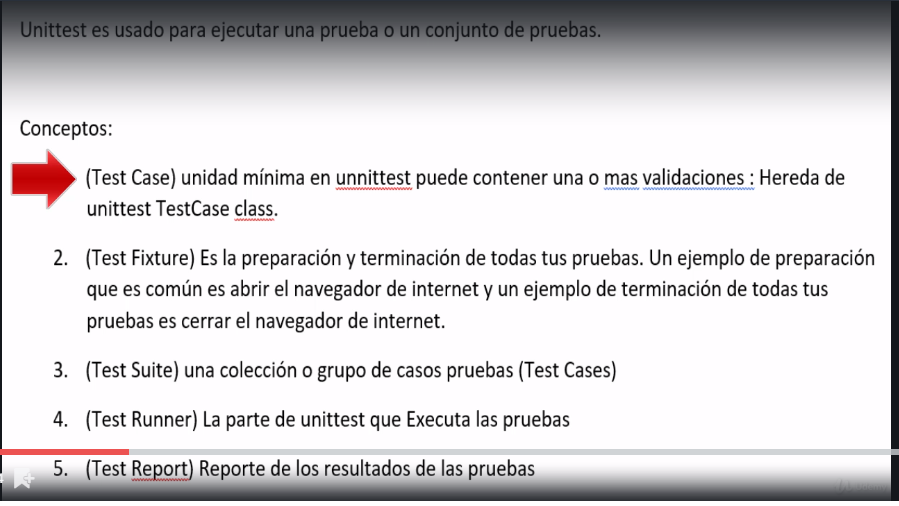 Unittest es usado para ejecutar una prueba o un conjunto de pruebas.
Conceptos:
(Test Case) unidad mínima en unnittest puede contener una o mas validaciones : Hereda de
unittest TestCase class.
2. (Test Fixture) Es la preparación y terminación de todas tus pruebas. Un ejemplo de preparación
que es común es abrir el navegador de internet y un ejemplo de terminación de todas tus
pruebas es cerrar el navegador de internet.
3. (Test Suite) una colección o grupo de casos pruebas (Test Cases)
4. (Test Runner) La parte de unittest que Executa las pruebas
5. (Test Report) Reporte de los resultados de las pruebas